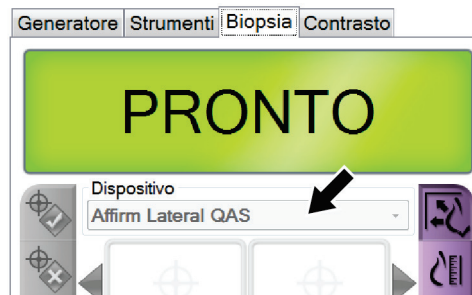 Generatore Strumenti Biopsia Contrasto
PRONTO
Dispositivo
Affirm Lateral QAS